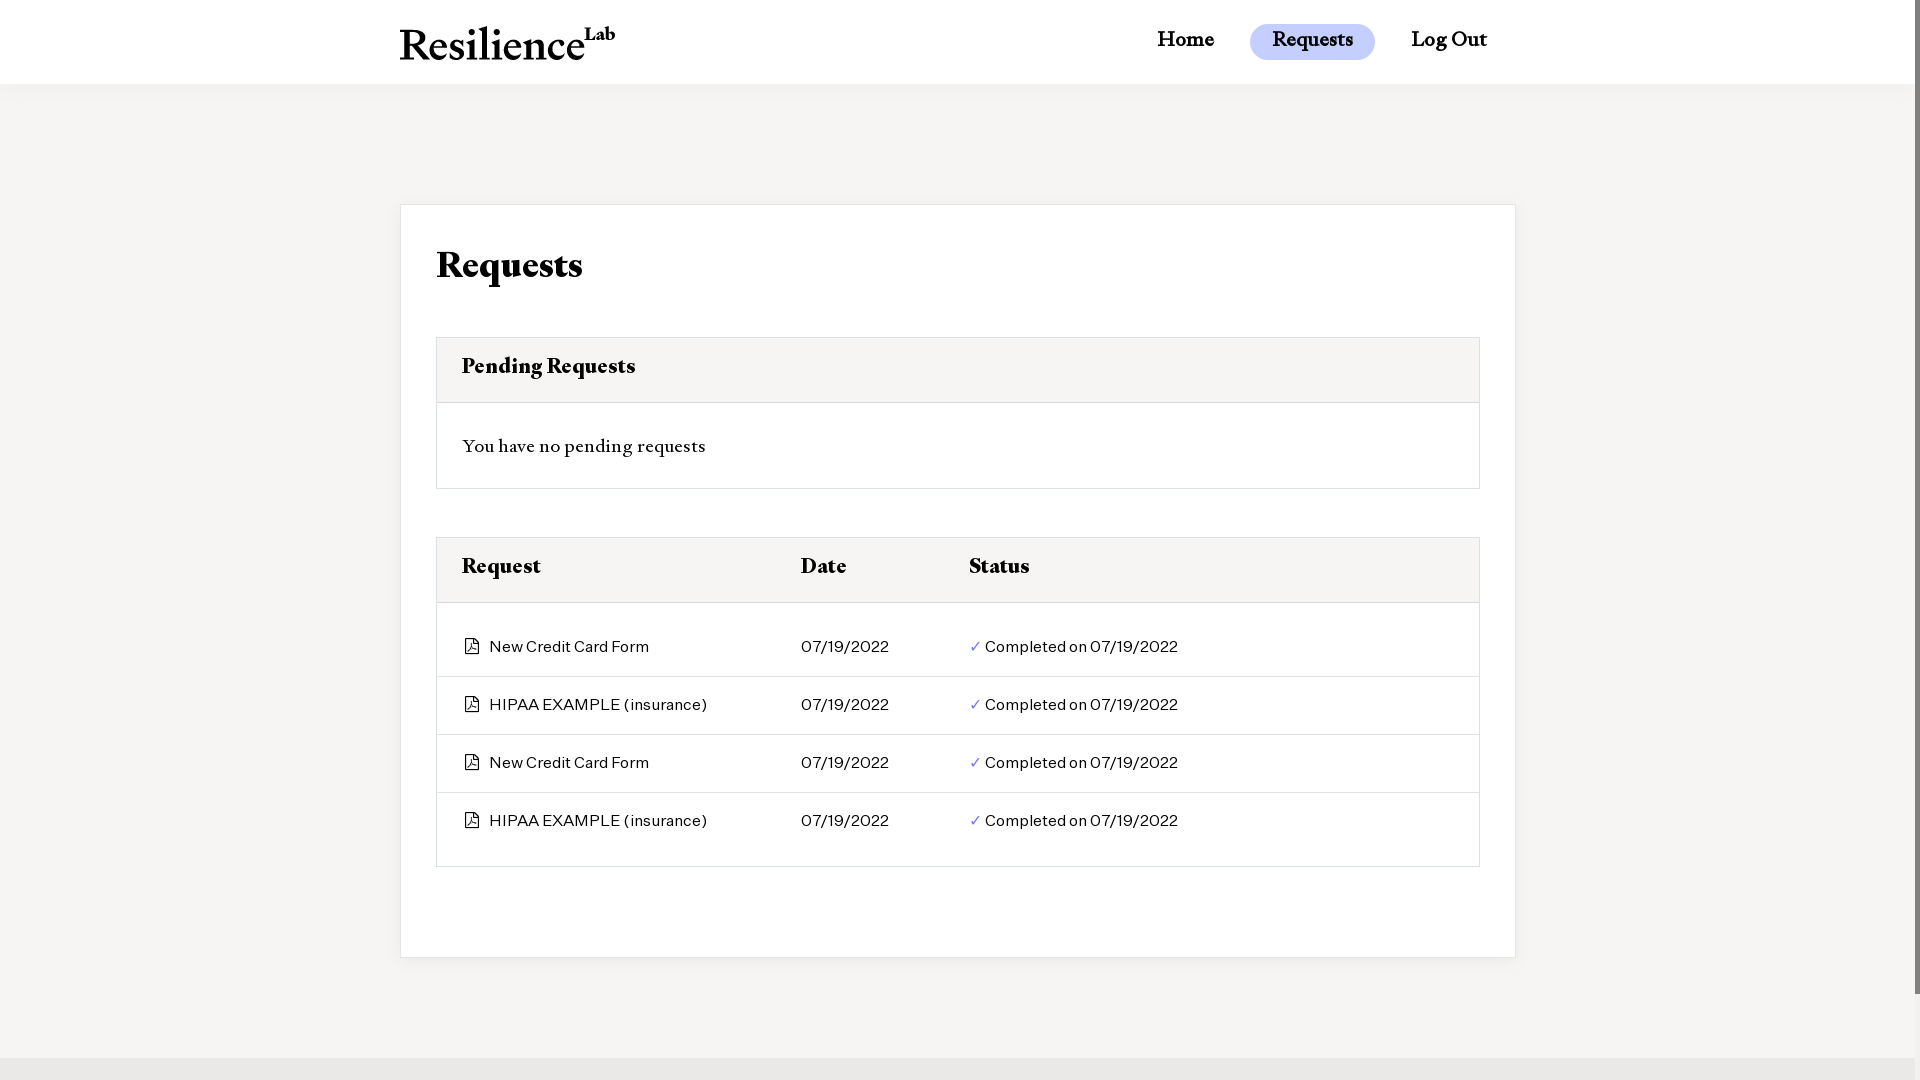 Resilience Lab
Home Requests Log Out
Requests
Pending Requests
You have no pending requests
Request Date Status
New Credit Card Form 07/19/2022 ✓ Completed on 07/19/2022
HIPAA EXAMPLE (insurance) 07/19/2022 ✓ Completed on 07/19/2022
New Credit Card Form 07/19/2022 ✓ Completed on 07/19/2022
HIPAA EXAMPLE (insurance) 07/19/2022 ✓ Completed on 07/19/2022